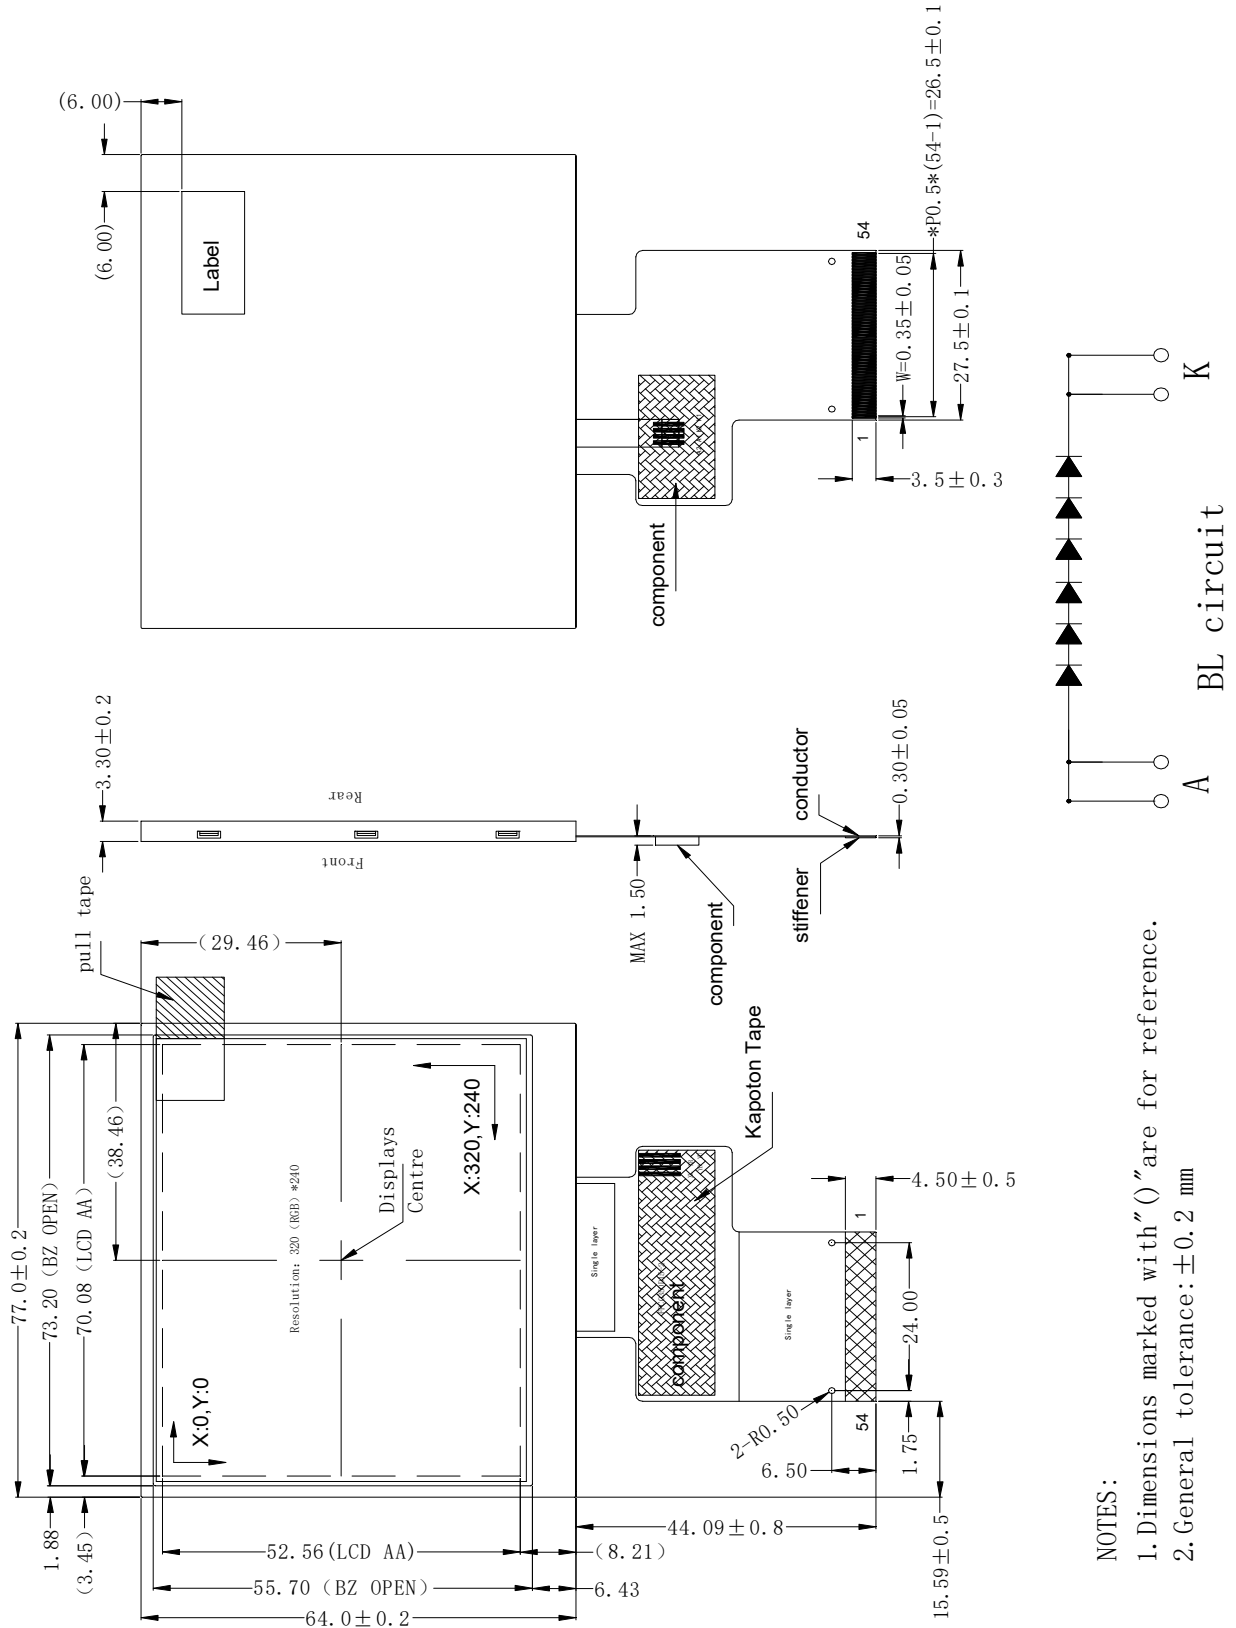 77.0±0.2
73.20 (BZ OPEN)
70.08 (LCD AA)
(38.46)
1.88
(3.45)
pull tape
(29.46)
X:0,Y:0
Resolution: 320 (RGB) *240
Displays
Centre
X:320,Y:240
52.56(LCD AA)
(8.21)
55.70 (BZ OPEN)
6.43
64.0±0.2
Single layer
component
Kapoton Tape
Single layer
54
1
2-R0.50
6.50
1.75
24.00
4.50±0.5
44.09±0.8
15.59±0.5
3.30±0.2
Front
Rear
MAX 1.50
component
stiffener
conductor
0.30±0.05
(6.00)
(6.00)
Label
component
1
54
3.5±0.3
W=0.35±0.05
*P0.5*(54-1)=26.5±0.1
27.5±0.1
A
K
BL circuit
NOTES:
1.Dimensions marked with"()"are for reference.
2.General tolerance:±0.2 mm